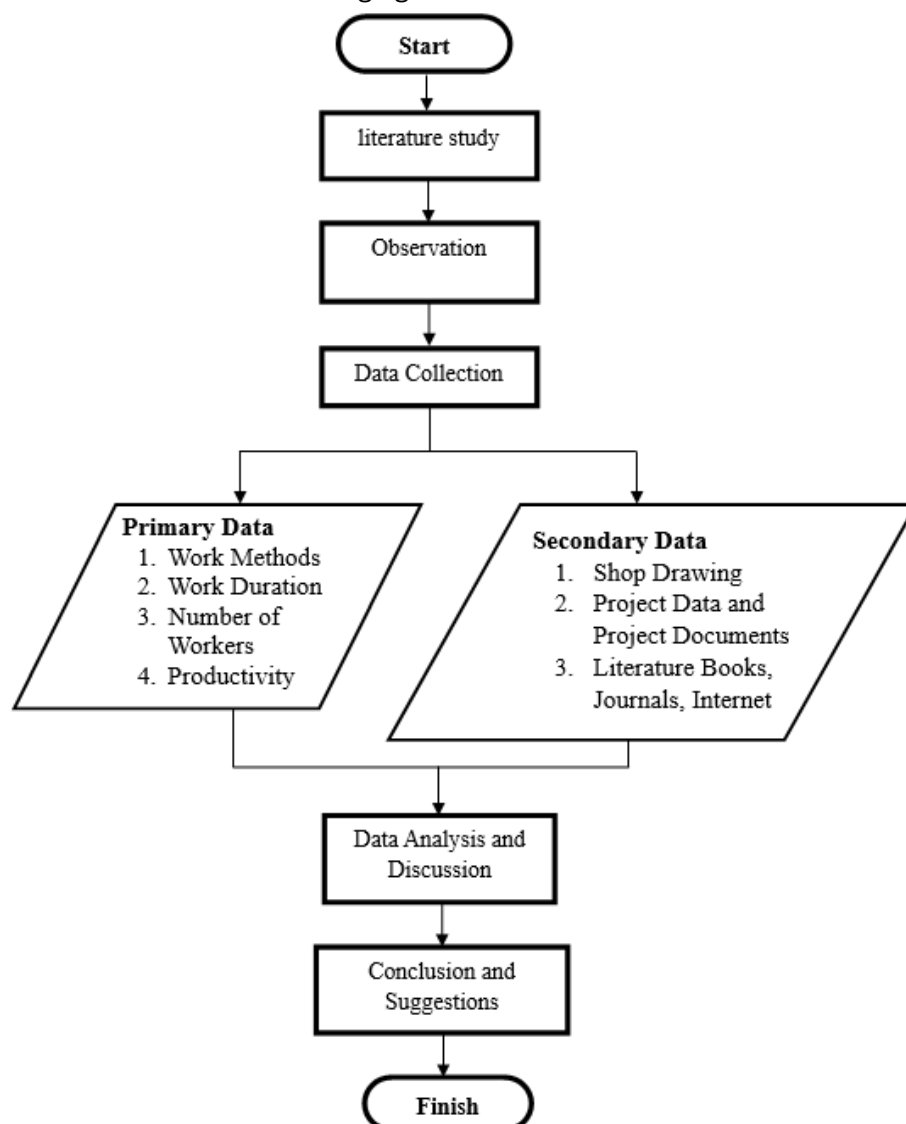 Start
literature study
Observation
Data Collection
Primary Data
1. Work Methods
2. Work Duration
3. Number of
Workers
4. Productivity
Secondary Data
1. Shop Drawing
2. Project Data and
Project Documents
3. Literature Books,
Journals, Internet
Data Analysis and
Discussion
Conclusion and
Suggestions
Finish